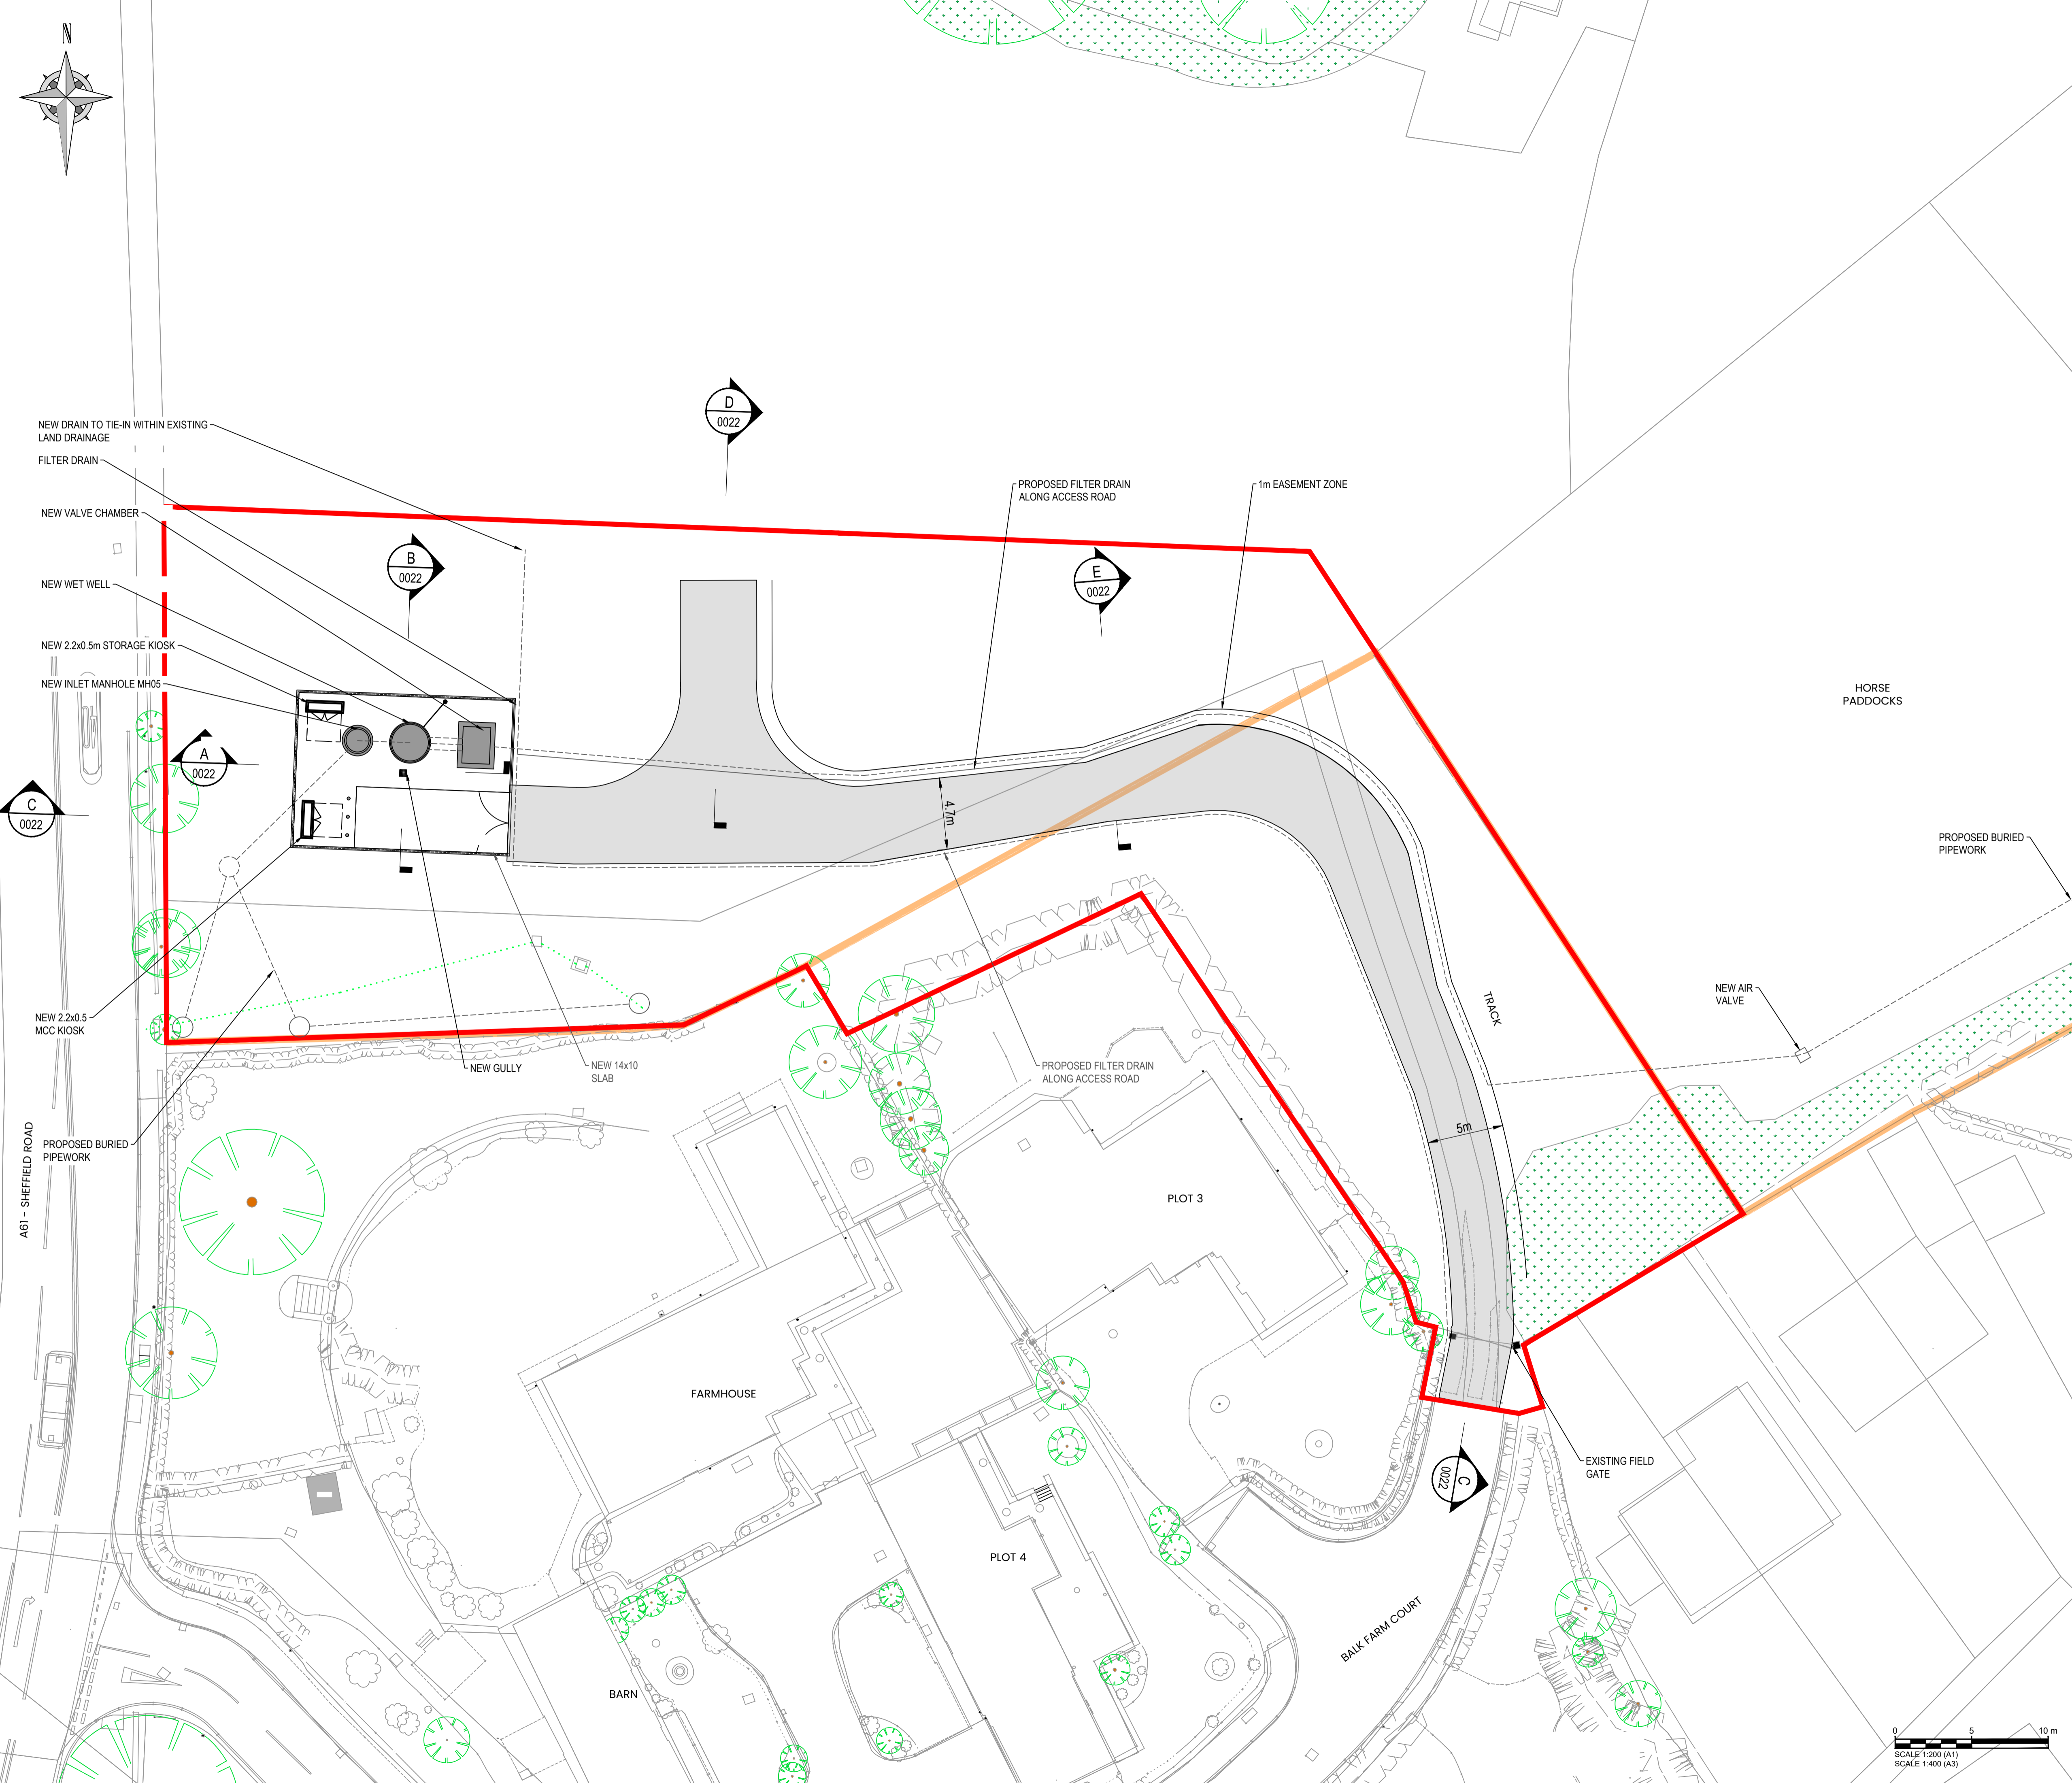 N
D
0022
NEW DRAIN TO TIE-IN WITHIN EXISTING
LAND DRAINAGE
FILTER DRAIN
PROPOSED FILTER DRAIN
ALONG ACCESS ROAD
1m EASEMENT ZONE
NEW VALVE CHAMBER
B
0022
E
0022
NEW WET WELL
NEW 2.2x0.5m STORAGE KIOSK
NEW INLET MANHOLE MH05
HORSE
PADDOCKS
A
0022
C
0022
4.7m
PROPOSED BURIED
PIPEWORK
NEW AIR
VALVE
TRACK
NEW 2.2x0.5
MCC KIOSK
NEW GULLY
NEW 14x10
SLAB
PROPOSED FILTER DRAIN
ALONG ACCESS ROAD
5m
PROPOSED BURIED
PIPEWORK
A61 - SHEFFIELD ROAD
PLOT 3
FARMHOUSE
EXISTING FIELD
GATE
C
0022
PLOT 4
BALK FARM COURT
BARN
0 5 10 m
SCALE 1:200 (A1)
SCALE 1:400 (A3)